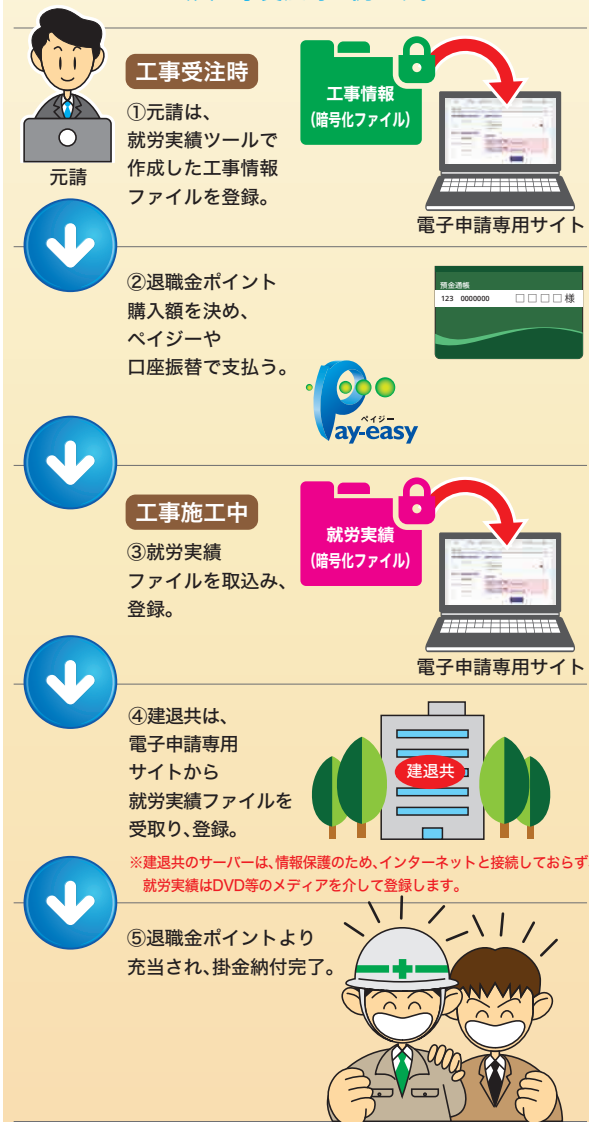 工事受注時
①元請は、
就労実績ツールで
作成した工事情報
ファイルを登録。
元請
工事情報
(暗号化ファイル)
電子申請専用サイト
②退職金ポイント
購入額を決め、
ペイジーや
口座振替で支払う。
預金通帳
123 0000000 □□□□様
ペイジー
Pay-easy
工事施工中
③就労実績
ファイルを取込み、
登録。
就労実績
(暗号化ファイル)
電子申請専用サイト
④建退共は、
電子申請専用
サイトから
就労実績ファイルを
受取り、登録。
建退共
※建退共のサーバーは、情報保護のため、インターネットと接続しておらず
就労実績はDVD等のメディアを介して登録します。
⑤退職金ポイントより
充当され、掛金納付完了。